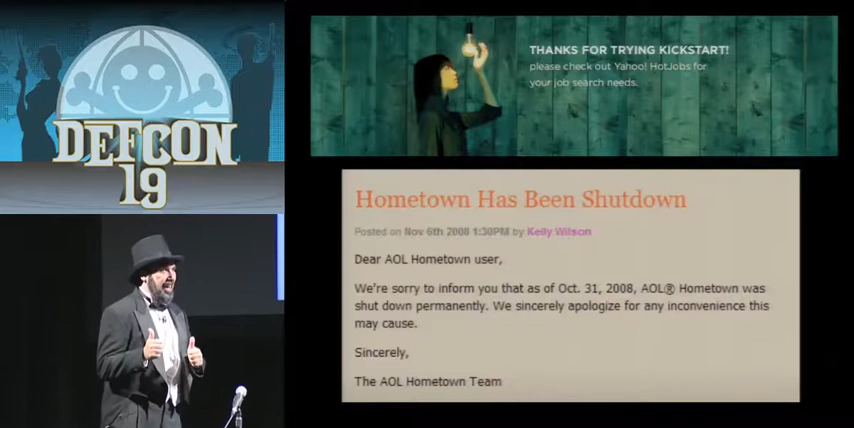 DEFCON
19
THANKS FOR TRYING KICKSTART!
please check out Yahoo! HotJobs for
your job search needs.
Hometown Has Been Shutdown
Posted on Nov 6th 2008 1:30PM by Kelly Wilson
Dear AOL Hometown user,
We're sorry to inform you that as of Oct. 31, 2008, AOL® Hometown was
shut down permanently. We sincerely apologize for any inconvenience this
may cause.
Sincerely,
The AOL Hometown Team